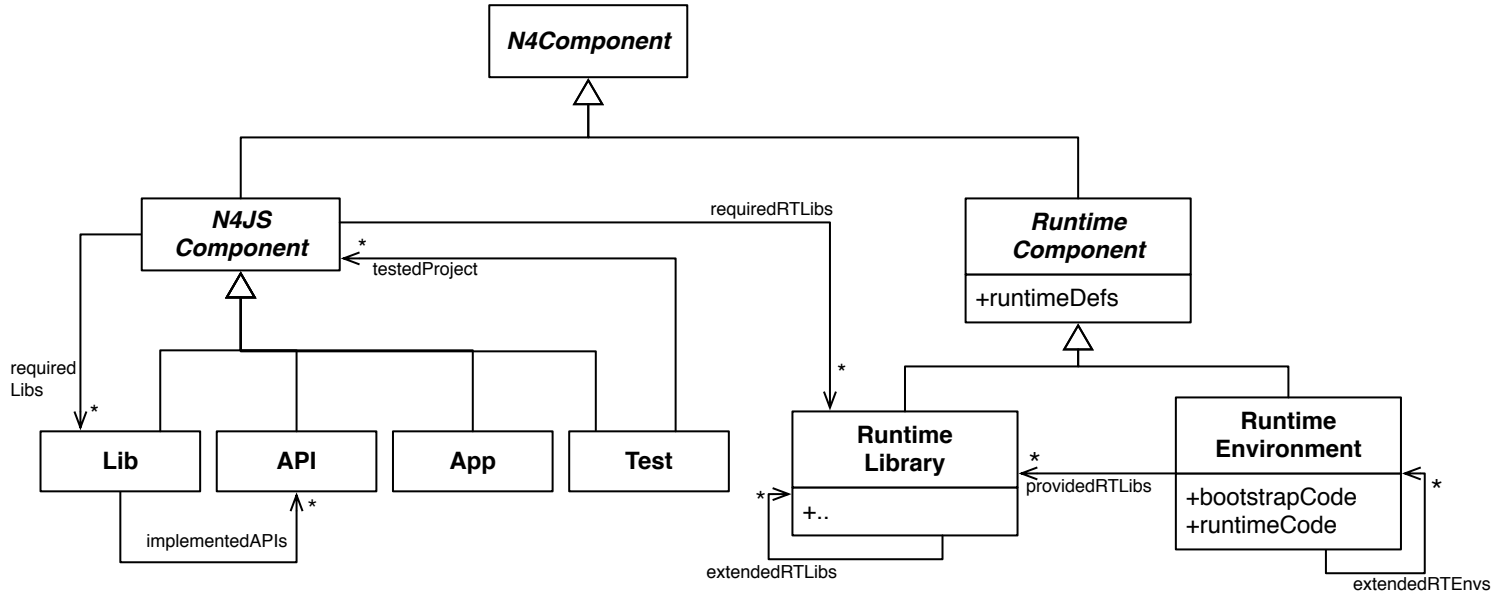 N4Component
N4JS
Component
requiredRTLibs
Runtime
Component
*
testedProject
+runtimeDefs
required
Libs
*
*
Lib
API
App
Test
Runtime
Library
Runtime
Environment
*
providedRTLibs
*
*
+..
+bootstrapCode
+runtimeCode
*
implementedAPIs
extendedRTLibs
extendedRTEnvs